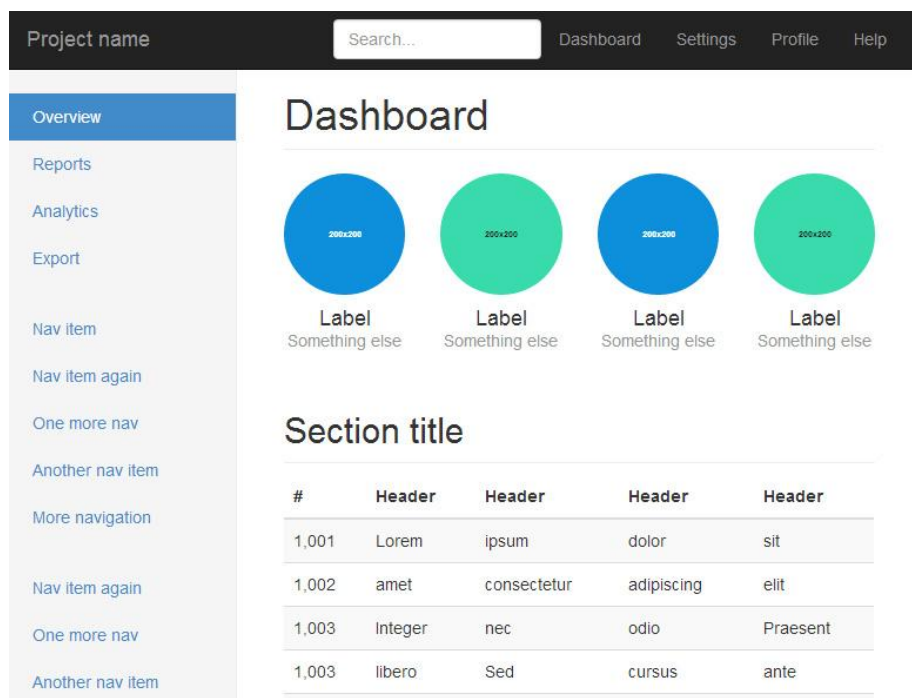 Project name
Search...
Dashboard Settings Profile Help
Overview
Reports
Analytics
Export
Nav item
Nav item again
One more nav
Another nav item
More navigation
Nav item again
One more nav
Another nav item
Dashboard
200x200 200x200 200x200 200x200
Label Label Label Label
Something else Something else Something else Something else
Section title
# Header Header Header Header
1,001 Lorem ipsum dolor sit
1,002 amet consectetur adipiscing elit
1,003 Integer nec odio Praesent
1,003 libero Sed cursus ante